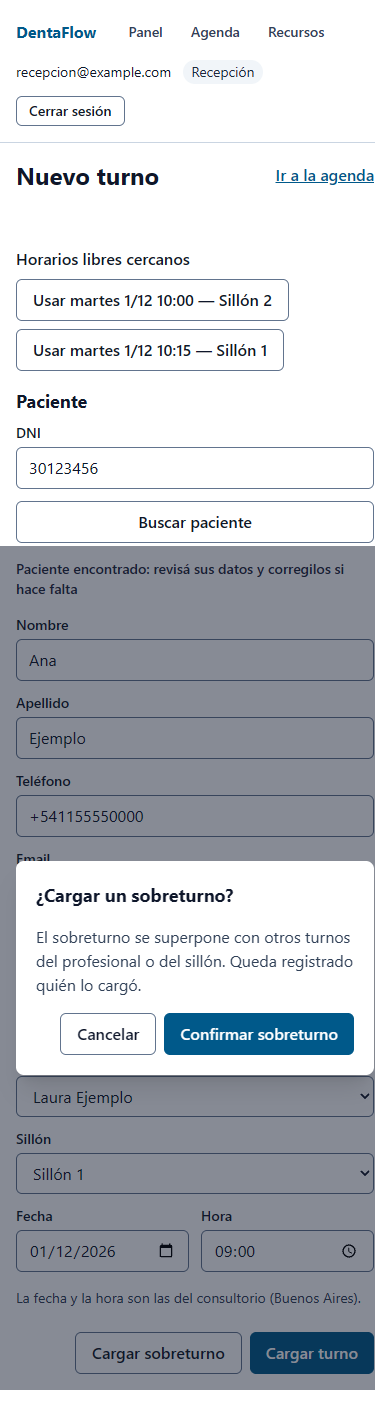 DentaFlow Panel Agenda Recursos
recepcion@example.com Recepción
Cerrar sesión
Nuevo turno Ir a la agenda
Horarios libres cercanos
Usar martes 1/12 10:00 — Sillón 2
Usar martes 1/12 10:15 — Sillón 1
Paciente
DNI
30123456
Buscar paciente
Paciente encontrado: revisá sus datos y corregilos si
hace falta
Nombre
Ana
Apellido
Ejemplo
Teléfono
+541155550000
Email
¿Cargar un sobreturno?
El sobreturno se superpone con otros turnos
del profesional o del sillón. Queda registrado
quién lo cargó.
Cancelar Confirmar sobreturno
Laura Ejemplo
Sillón
Sillón 1
Fecha Hora
01/12/2026 09:00
La fecha y la hora son las del consultorio (Buenos Aires).
Cargar sobreturno Cargar turno